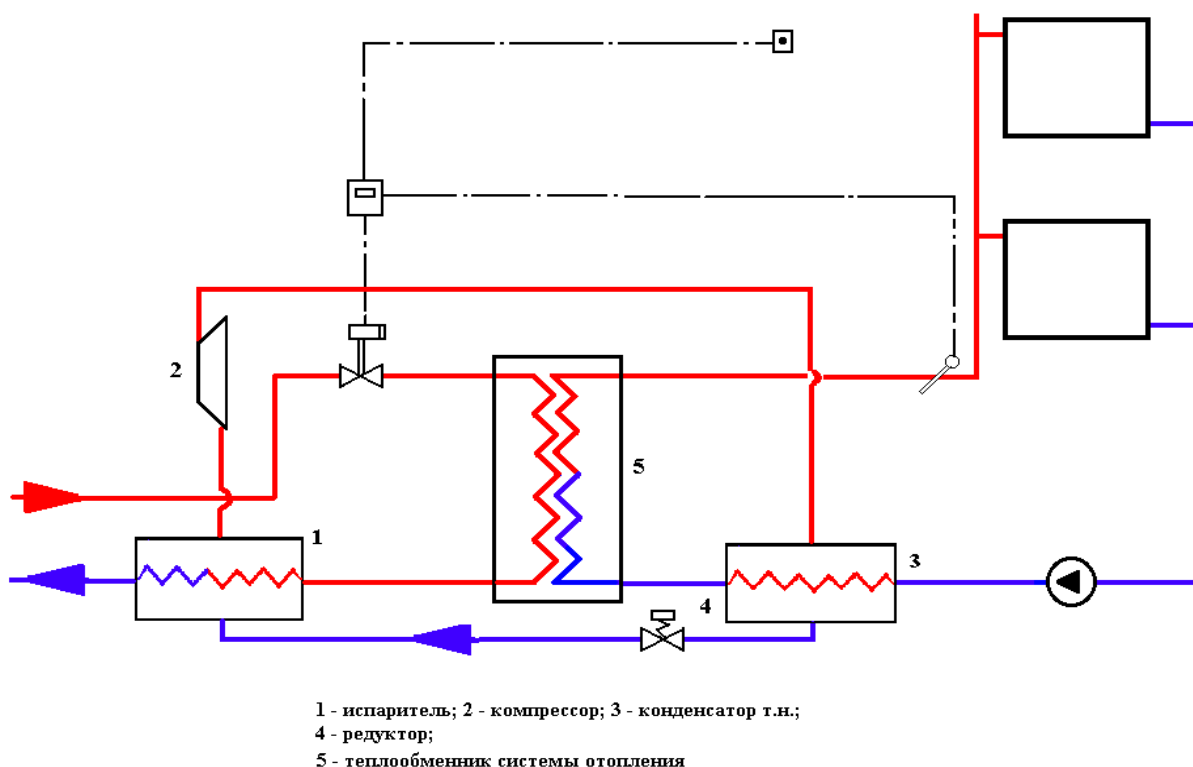 2
5
1
3
4
1 - испаритель; 2 - компрессор; 3 - конденсатор т.н.;
4 - редуктор;
5 - теплообменник системы отопления